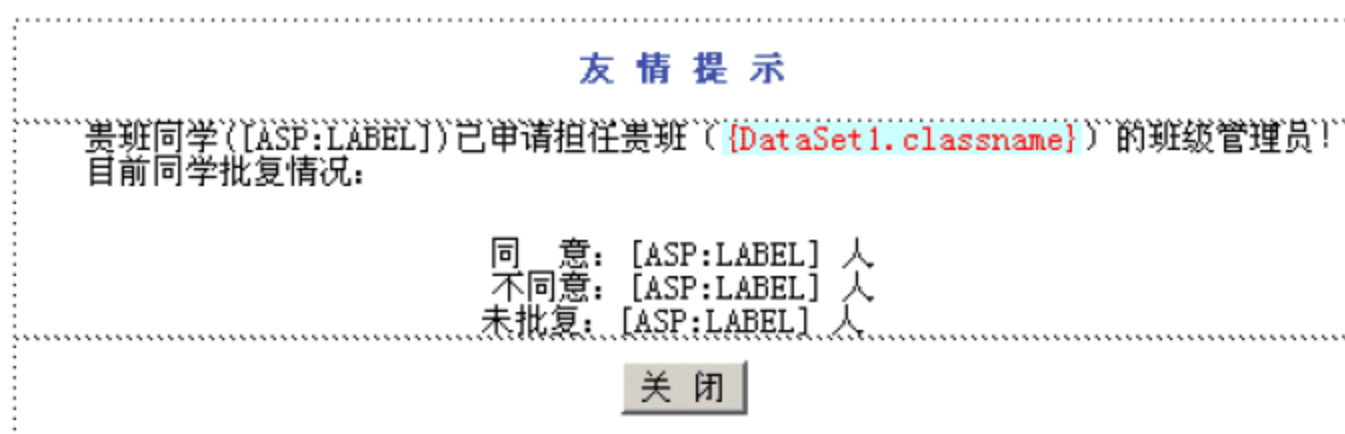 友 情 提 示
贵班同学([ASP:LABEL])已申请担任贵班（{DataSet1.classname}）的班级管理员！
目前同学批复情况：
同　意：[ASP:LABEL] 人
不同意：[ASP:LABEL] 人
未批复：[ASP:LABEL] 人
关 闭